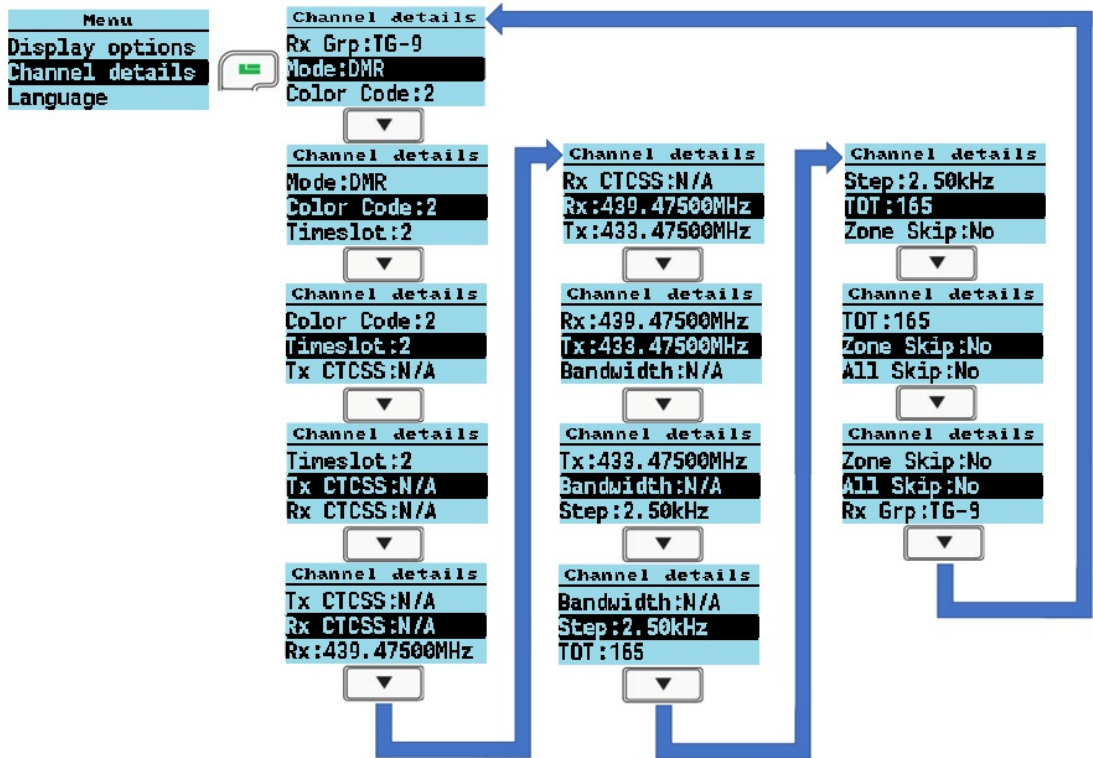 Menu
Display options
Channel details
Language
Channel details
Rx Grp:TG-9
Mode:DMR
Color Code:2
Channel details
Mode:DMR
Color Code:2
Timeslot:2
Channel details
Color Code:2
Timeslot:2
Tx CTCSS:N/A
Channel details
Timeslot:2
Tx CTCSS:N/A
Rx CTCSS:N/A
Channel details
Tx CTCSS:N/A
Rx CTCSS:N/A
Rx:439.47500MHz
Channel details
Rx CTCSS:N/A
Rx:439.47500MHz
Tx:433.47500MHz
Channel details
Rx:439.47500MHz
Tx:433.47500MHz
Bandwidth:N/A
Channel details
Tx:433.47500MHz
Bandwidth:N/A
Step:2.50kHz
Channel details
Bandwidth:N/A
Step:2.50kHz
TOT:165
Channel details
Step:2.50kHz
TOT:165
Zone Skip:No
Channel details
TOT:165
Zone Skip:No
All Skip:No
Channel details
Zone Skip:No
All Skip:No
Rx Grp:TG-9